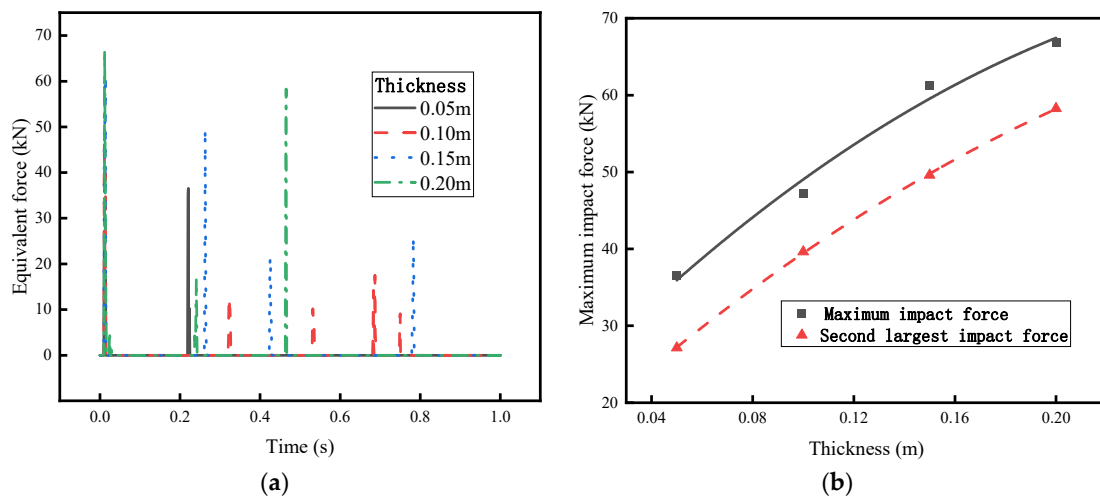 70
60
50
40
30
20
10
0
Equivalent force (kN)
Thickness
0.05m
0.10m
0.15m
0.20m
0.0 0.2 0.4 0.6 0.8 1.0
Time (s)
(a)
70
60
50
40
30
20
Maximum impact force (kN)
Maximum impact force
Second largest impact force
0.04 0.08 0.12 0.16 0.20
Thickness (m)
(b)